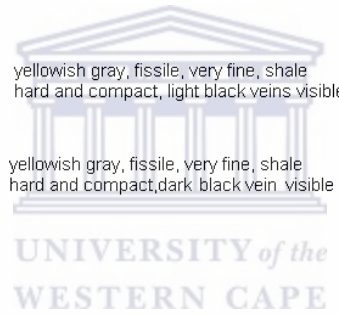 yellowish gray, fissile, very fine, shale
hard and compact, light black veins visible
yellowish gray, fissile, very fine, shale
hard and compact,dark black vein visible
UNIVERSITY of the
WESTERN CAPE